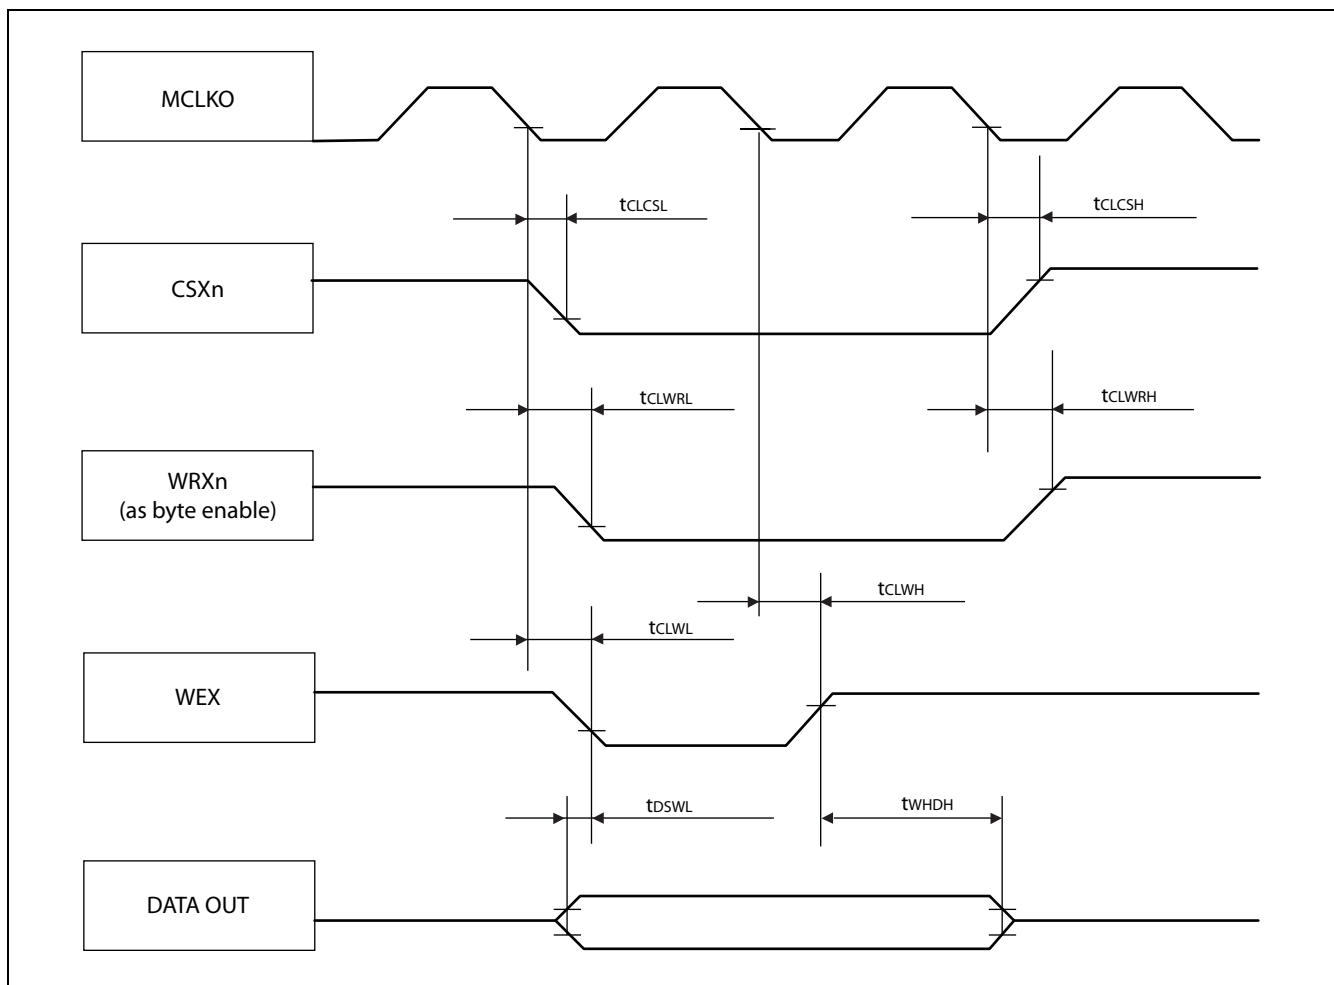 MCLKO
tCLCSL
tCLCSH
CSXn
tCLWRL
tCLWRH
WRXn
(as byte enable)
tCLWH
tCLWL
WEX
tDSWL
tWHDH
DATA OUT